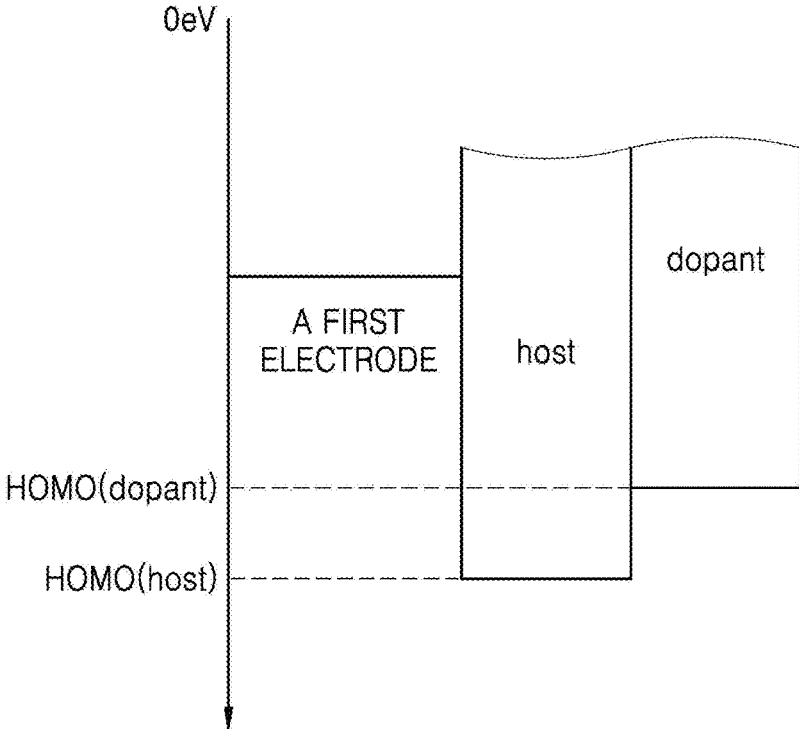 0eV
dopant
A FIRST
ELECTRODE
host
HOMO(dopant)
HOMO(host)